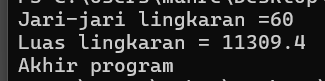 Jari-jari lingkaran =60
Luas lingkaran = 11309.4
Akhir program